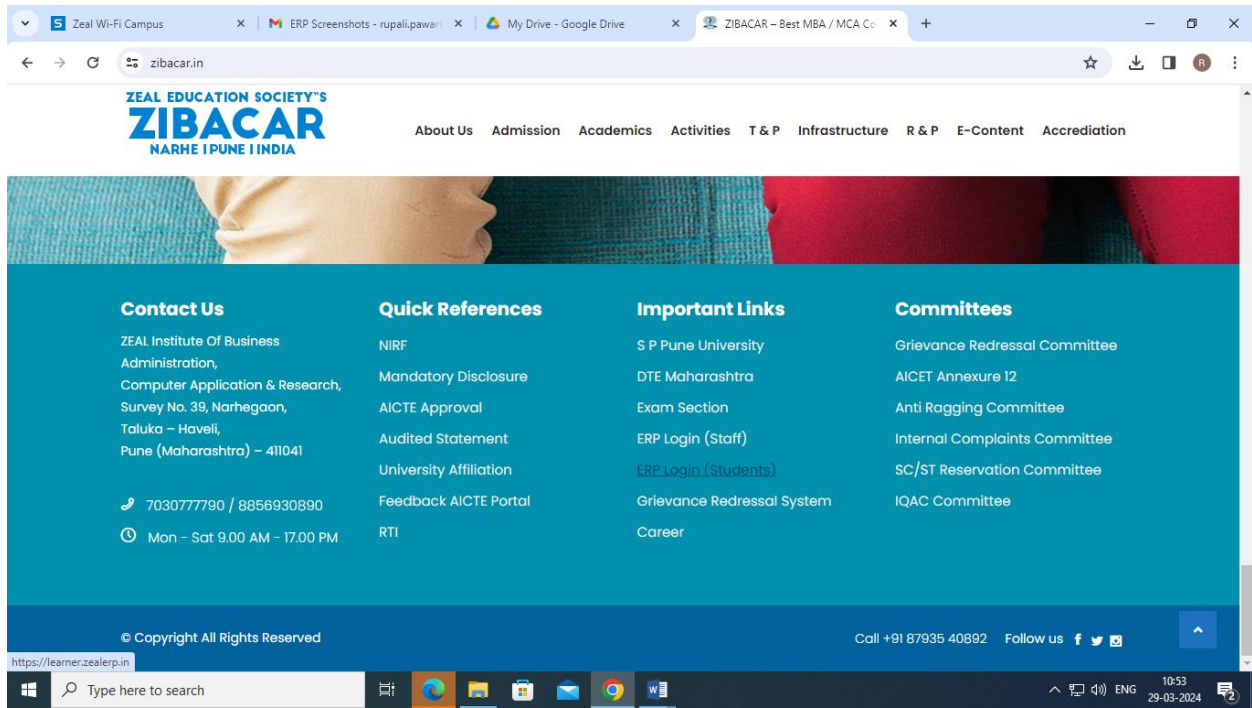 Zeal Wi-Fi Campus
ERP Screenshots - rupali.pawar
My Drive - Google Drive
ZIBACAR – Best MBA / MCA Co
zibacar.in
R
ZEAL EDUCATION SOCIETY"S
ZIBACAR
NARHE I PUNE I INDIA
About Us Admission Academics Activities T & P Infrastructure R & P E-Content Accrediation
Contact Us
ZEAL Institute Of Business
Administration,
Computer Application & Research,
Survey No. 39, Narhegaon,
Taluka – Haveli,
Pune (Maharashtra) – 411041
7030777790 / 8856930890
Mon - Sat 9.00 AM - 17.00 PM
Quick References
NIRF
Mandatory Disclosure
AICTE Approval
Audited Statement
University Affiliation
Feedback AICTE Portal
RTI
Important Links
S P Pune University
DTE Maharashtra
Exam Section
ERP Login (Staff)
ERP Login (Students)
Grievance Redressal System
Career
Committees
Grievance Redressal Committee
AICET Annexure 12
Anti Ragging Committee
Internal Complaints Committee
SC/ST Reservation Committee
IQAC Committee
© Copyright All Rights Reserved
Call +91 87935 40892 Follow us
https://learner.zealerp.in
Type here to search
ENG
10:53
29-03-2024
2